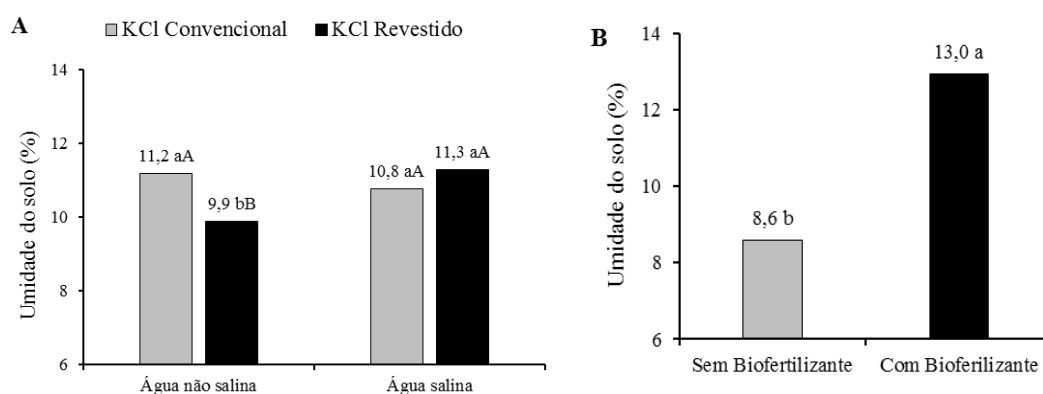 A
KCl Convencional KCl Revestido
Umidade do solo (%)
14
12
10
8
6
11,2 aA
9,9 bB
10,8 aA
11,3 aA
Água não salina Água salina
B
Umidade do solo (%)
14
12
10
8
6
8,6 b
13,0 a
Sem Biofertilizante Com Bioferilizante